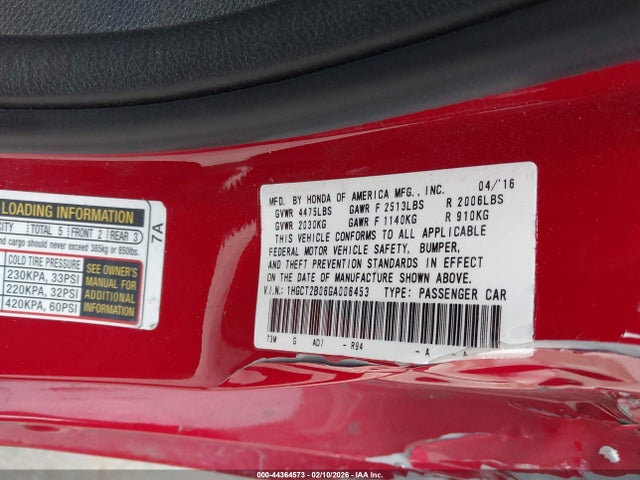 LOADING INFORMATION
CITY TOTAL 5 FRONT 2 REAR 3
and cargo should never exceed 385kg or 850lbs.
COLD TIRE PRESSURE
230KPA, 33PSI
220KPA, 32PSI
420KPA, 60PSI
SEE OWNER'S
MANUAL FOR
ADDITIONAL
INFORMATION
7A
MFD. BY HONDA OF AMERICA MFG., INC. 04/'16
GVWR 4475LBS GAWR F 2513LBS R 2006LBS
GVWR 2030KG GAWR F 1140KG R 910KG
THIS VEHICLE CONFORMS TO ALL APPLICABLE
FEDERAL MOTOR VEHICLE SAFETY, BUMPER,
AND THEFT PREVENTION STANDARDS IN EFFECT
ON THE DATE OF MANUFACTURE SHOWN ABOVE.
V.I.N.: 1HGCT2B06GA006453 TYPE: PASSENGER CAR
G AD7 - R94 - A A
000-44364573 - 02/10/2026 - IAA Inc.